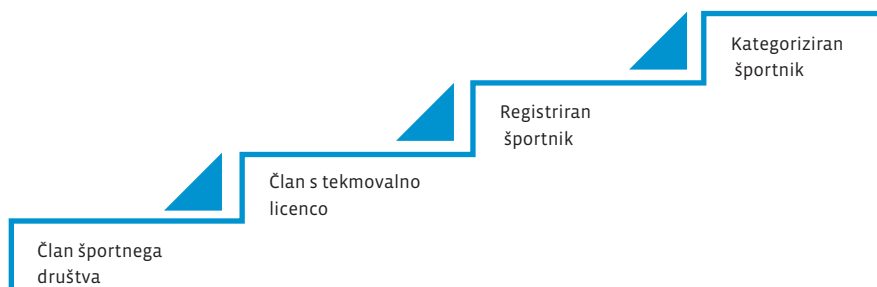 Kategoriziran
športnik
Registriran
športnik
Član s tekmovalno
licenco
Član športnega
društva